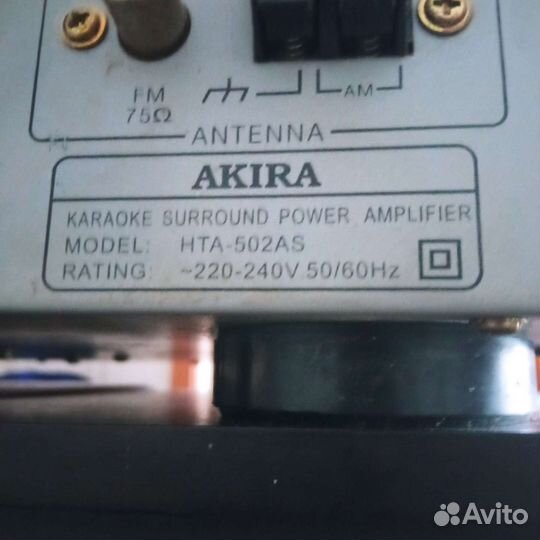 FM
75Ω
AM
ANTENNA
AKIRA
KARAOKE SURROUND POWER AMPLIFIER
MODEL: HTA-502AS
RATING: ~220-240V 50/60Hz
Avito